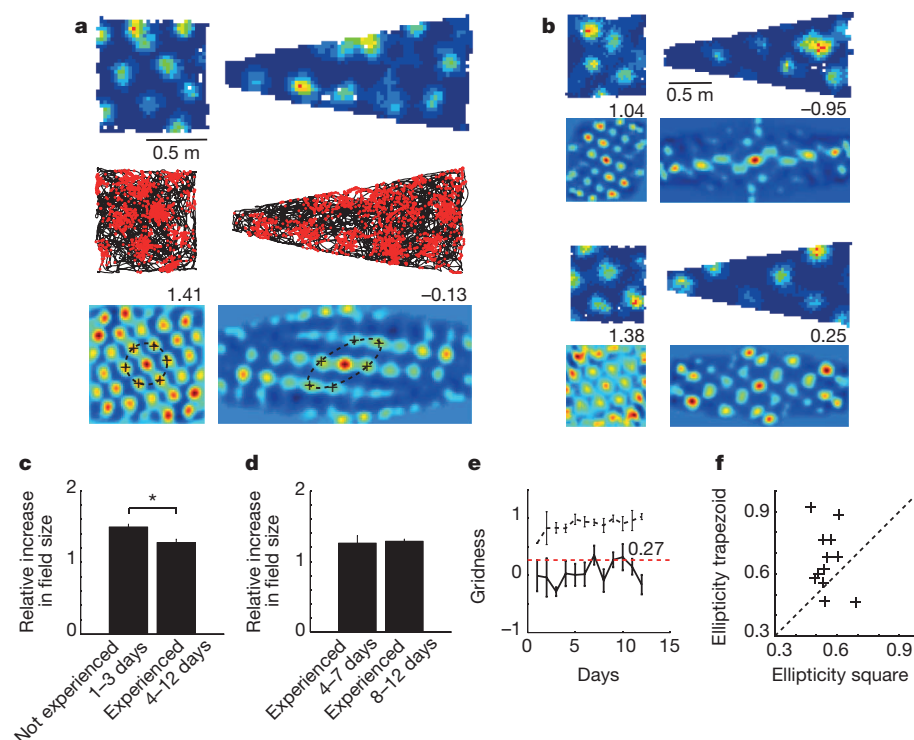 a
b
0.5 m
0.5 m
1.04
−0.95
1.41
−0.13
1.38
0.25
c
d
e
f
Relative increase
in field size
2
1
0
*
Not experienced
1–3 days
Experienced
4–12 days
Relative increase
in field size
2
1
0
Experienced
4–7 days
Experienced
8–12 days
Gridness
1
0
−1
0.27
0
5
10
15
Days
Ellipticity trapezoid
0.9
0.6
0.3
0.3
0.6
0.9
Ellipticity square